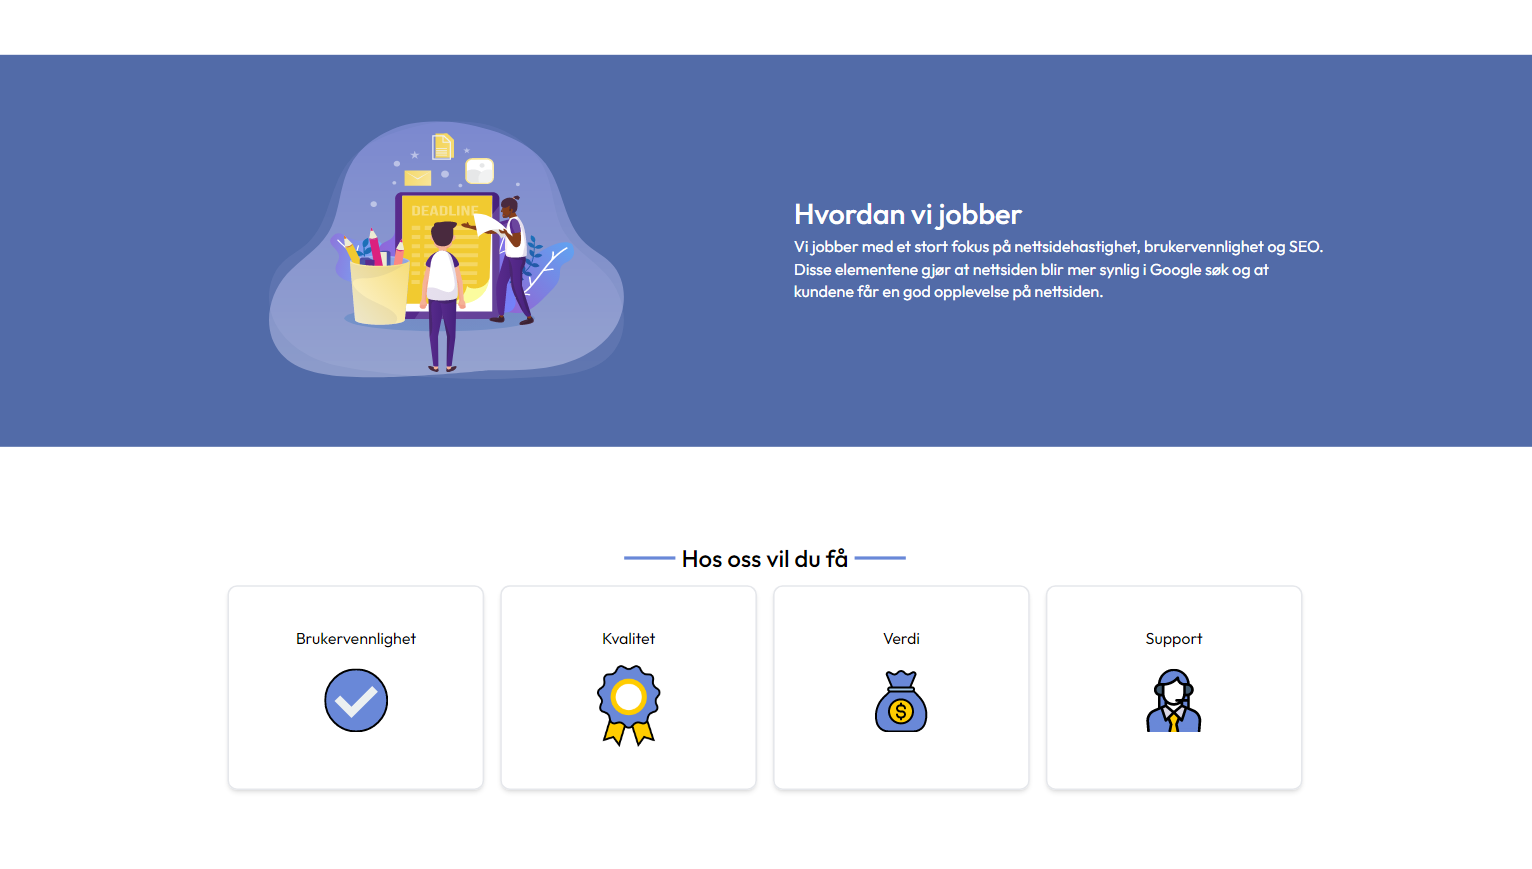 DEADLINE
Hvordan vi jobber
Vi jobber med et stort fokus på nettsidehastighet, brukervennlighet og SEO.
Disse elementene gjør at nettsiden blir mer synlig i Google søk og at
kundene får en god opplevelse på nettsiden.
Hos oss vil du få
Brukervennlighet
Kvalitet
Verdi
Support
$